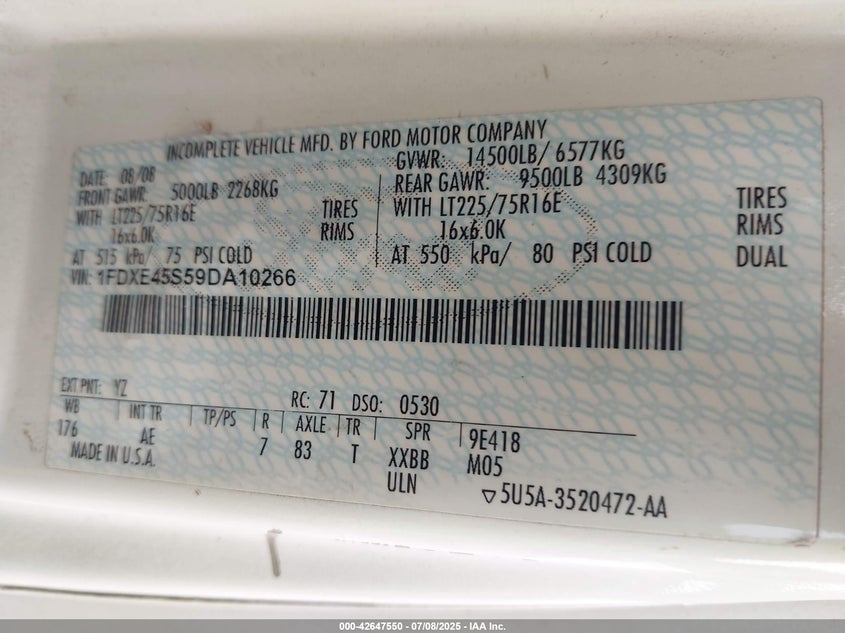 INCOMPLETE VEHICLE MFD. BY FORD MOTOR COMPANY
DATE: 08/08 GVWR: 14500LB/ 6577KG
FRONT GAWR: 5000LB 2268KG REAR GAWR: 9500LB 4309KG
WITH LT225/75R16E TIRES WITH LT225/75R16E TIRES
16x6.0K RIMS 16x6.0K RIMS
AT 515 kPa/ 75 PSI COLD AT 550 kPa/ 80 PSI COLD DUAL
VIN: 1FDXE45S59DA10266
EXT PNT: YZ RC: 71 DSO: 0530
WB INT TR TP/PS R AXLE TR SPR 9E418
176 AE 7 83 T XXBB M05
MADE IN U.S.A. ULN
▽5U5A-3520472-AA
000-42647550 | 07/08/2025 - IAA Inc.